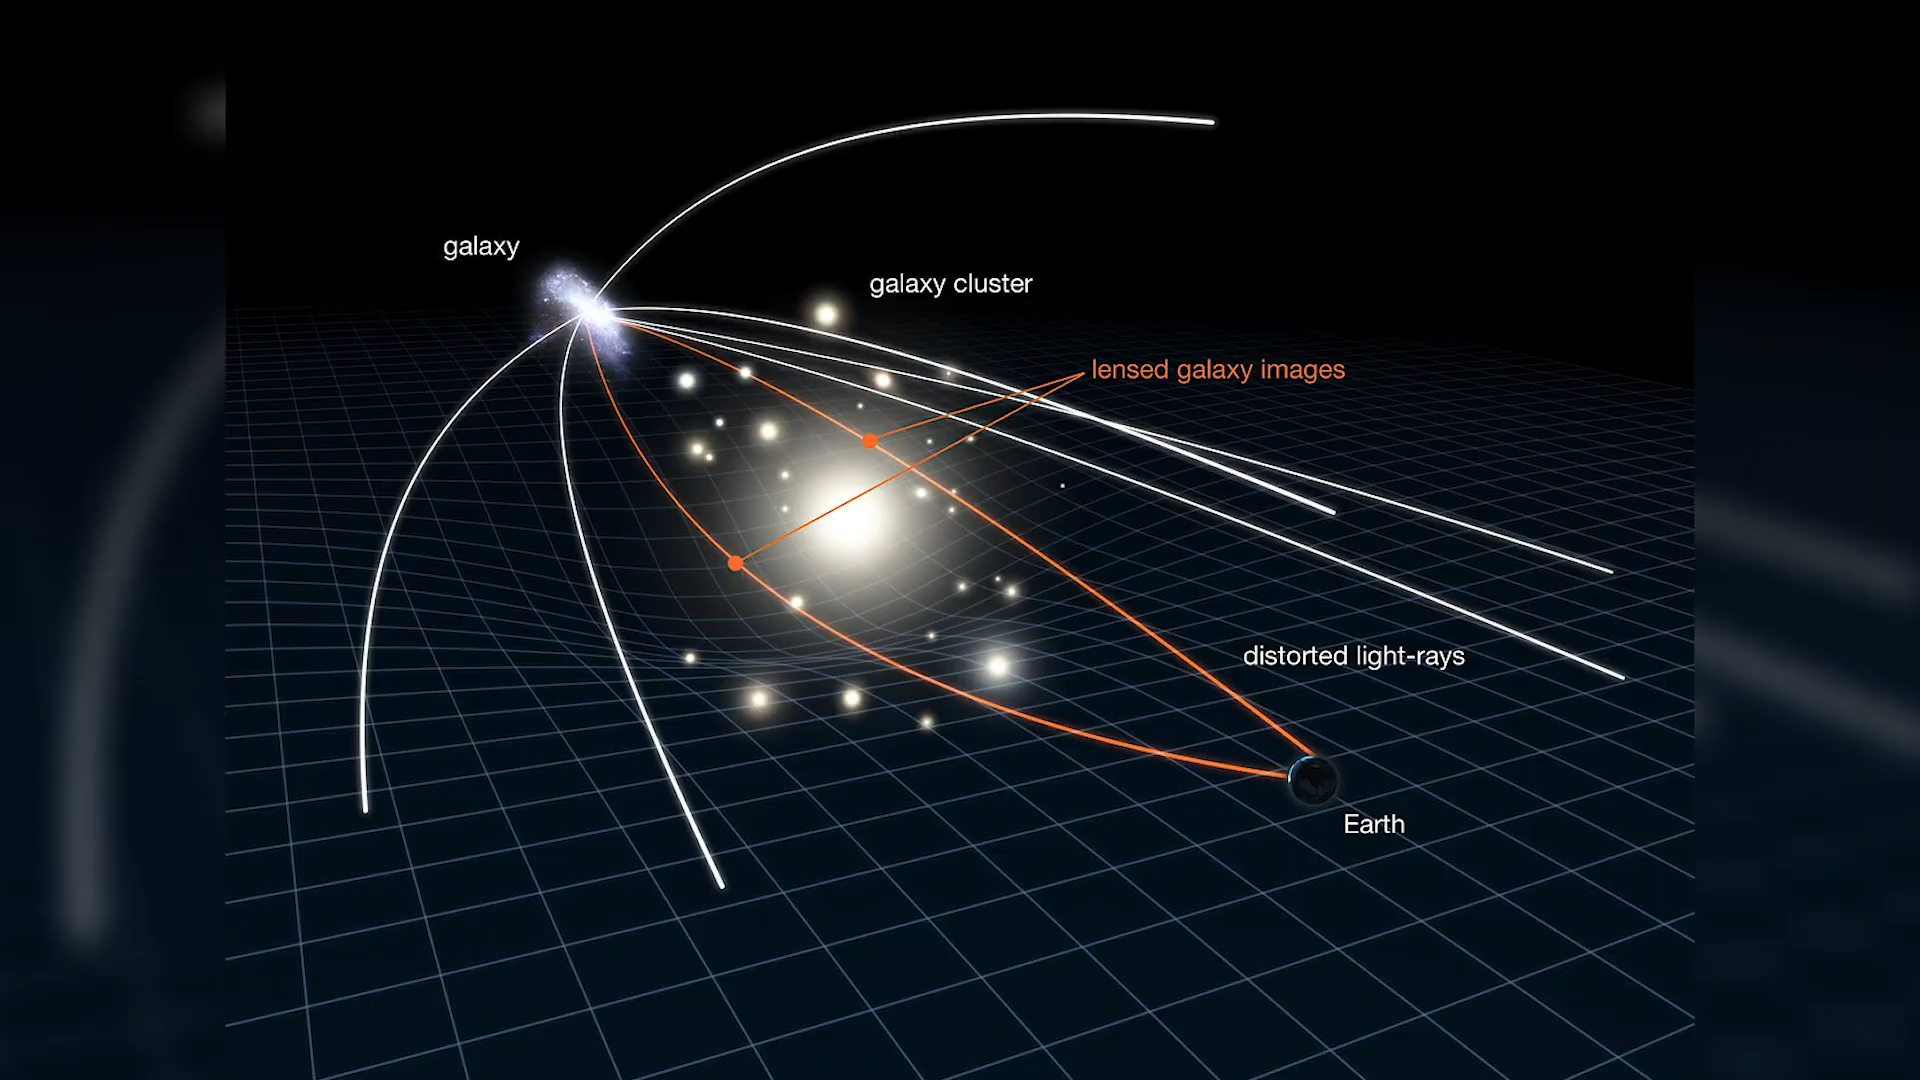 galaxy
galaxy cluster
lensed galaxy images
distorted light-rays
Earth